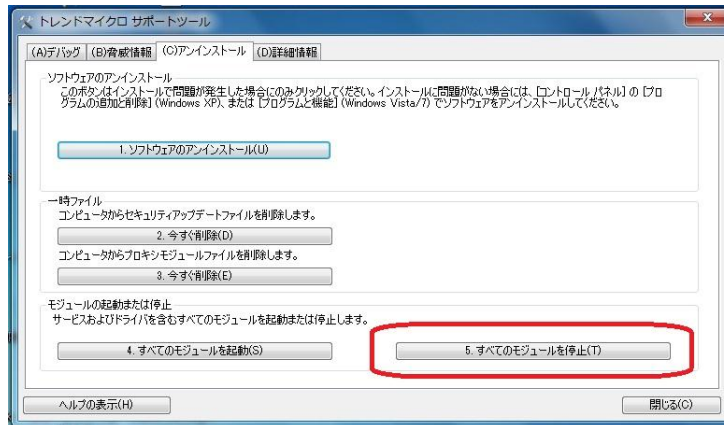 トレンドマイクロ サポートツール
(A)デバッグ (B)脅威情報 (C)アンインストール (D)詳細情報
ソフトウェアのアンインストール
このボタンはインストールで問題が発生した場合にのみクリックしてください。インストールに問題がない場合には、[コントロール パネル] の [プロ
グラムの追加と削除] (Windows XP)、または [プログラムと機能] (Windows Vista/7) でソフトウェアをアンインストールしてください。
1. ソフトウェアのアンインストール(U)
一時ファイル
コンピュータからセキュリティアップデートファイルを削除します。
2. 今すぐ削除(D)
コンピュータからプロキシモジュールファイルを削除します。
3. 今すぐ削除(E)
モジュールの起動または停止
サービスおよびドライバを含むすべてのモジュールを起動または停止します。
4. すべてのモジュールを起動(S) 5. すべてのモジュールを停止(T)
ヘルプの表示(H) 閉じる(C)